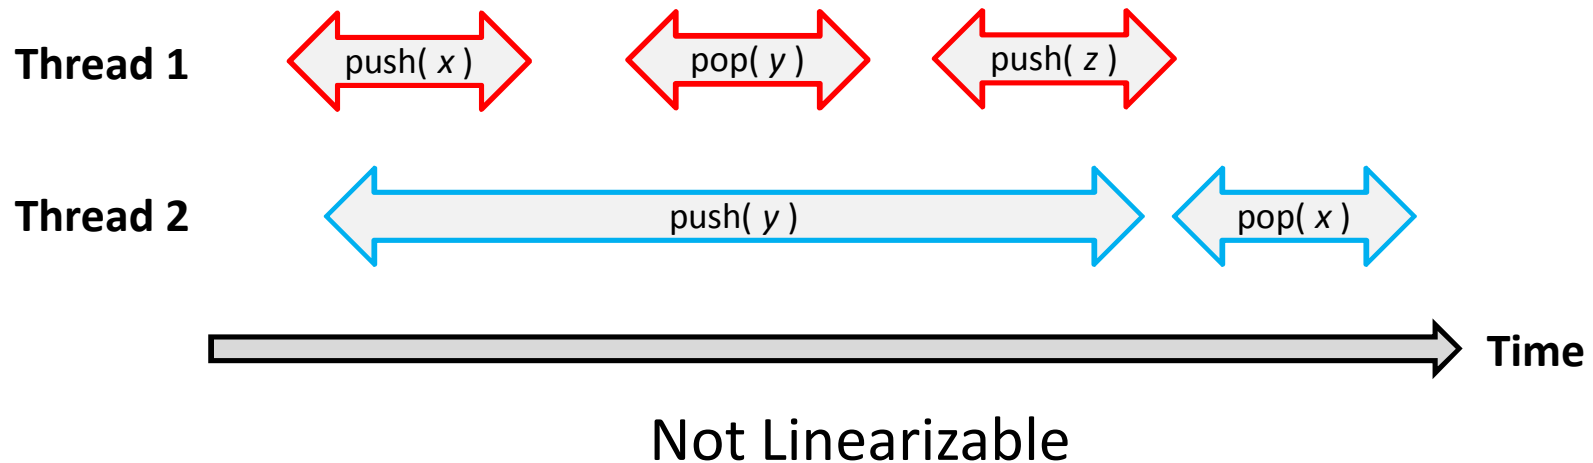 Thread 1 push( x ) pop( y ) push( z )
Thread 2 push( y ) pop( x )
Time
Not Linearizable